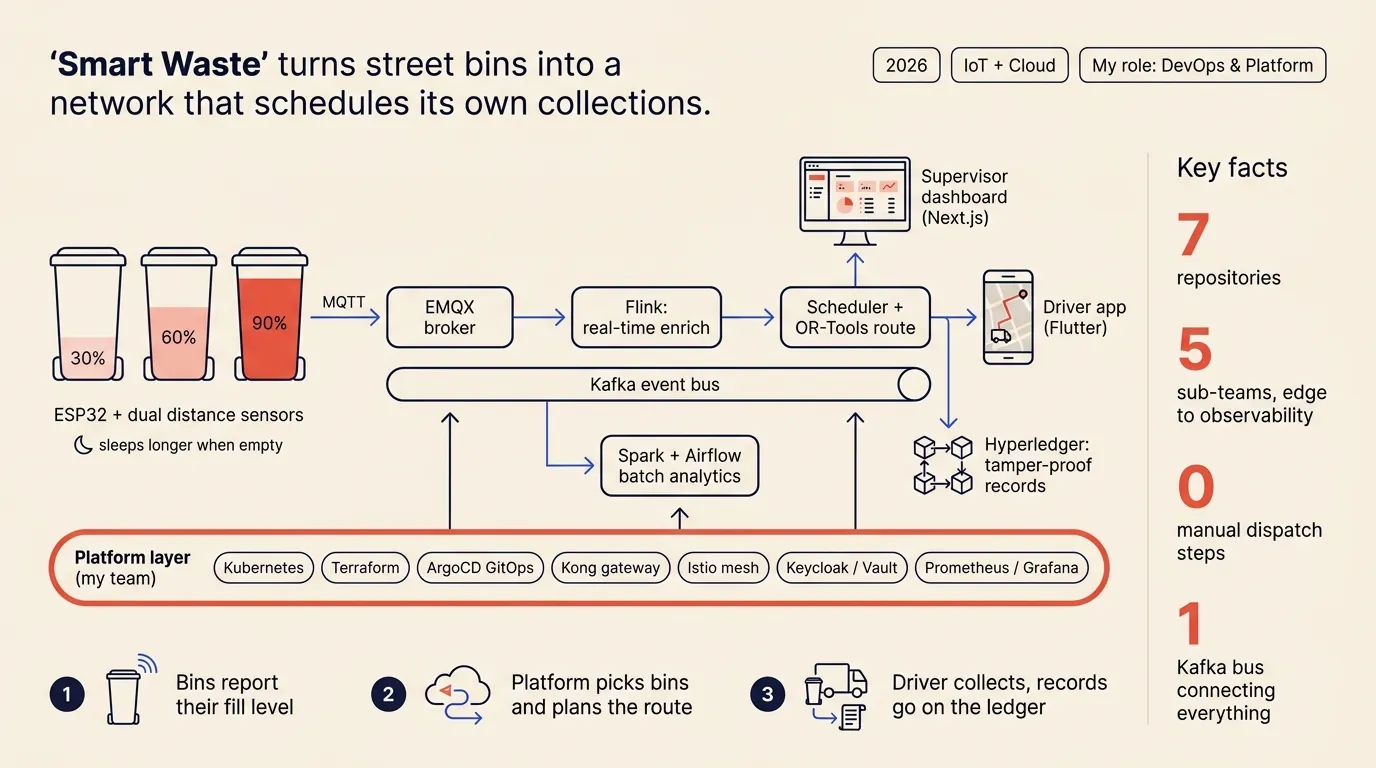 ‘Smart Waste’ turns street bins into a
network that schedules its own collections.
2026
IoT + Cloud
My role: DevOps & Platform
30%
60%
90%
ESP32 + dual distance sensors
sleeps longer when empty
MQTT
EMQX
broker
Flink:
real-time enrich
Scheduler +
OR-Tools route
Supervisor
dashboard
(Next.js)
Driver app
(Flutter)
Kafka event bus
Spark + Airflow
batch analytics
Hyperledger:
tamper-proof
records
Platform layer
(my team)
Kubernetes
Terraform
ArgoCD GitOps
Kong gateway
Istio mesh
Keycloak / Vault
Prometheus / Grafana
1
Bins report
their fill level
2
Platform picks bins
and plans the route
3
Driver collects, records
go on the ledger
Key facts
7
repositories
5
sub-teams, edge
to observability
0
manual dispatch
steps
1
Kafka bus
connecting
everything